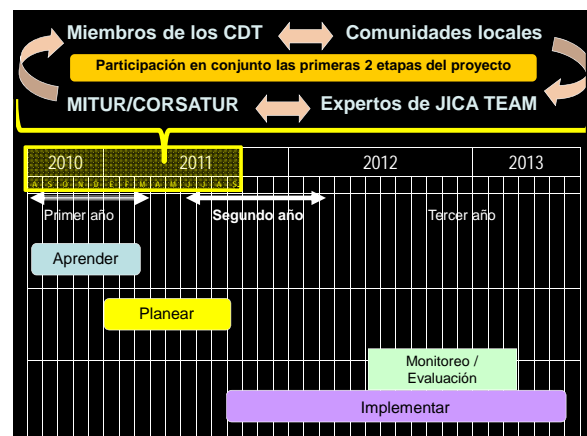 Miembros de los CDT Comunidades locales
Participación en conjunto las primeras 2 etapas del proyecto
MITUR/CORSATUR Expertos de JICA TEAM
2010 2011 2012 2013
A S O N D E F M A M J J A S
Primer año Segundo año Tercer año
Aprender
Planear
Monitoreo /
Evaluación
Implementar